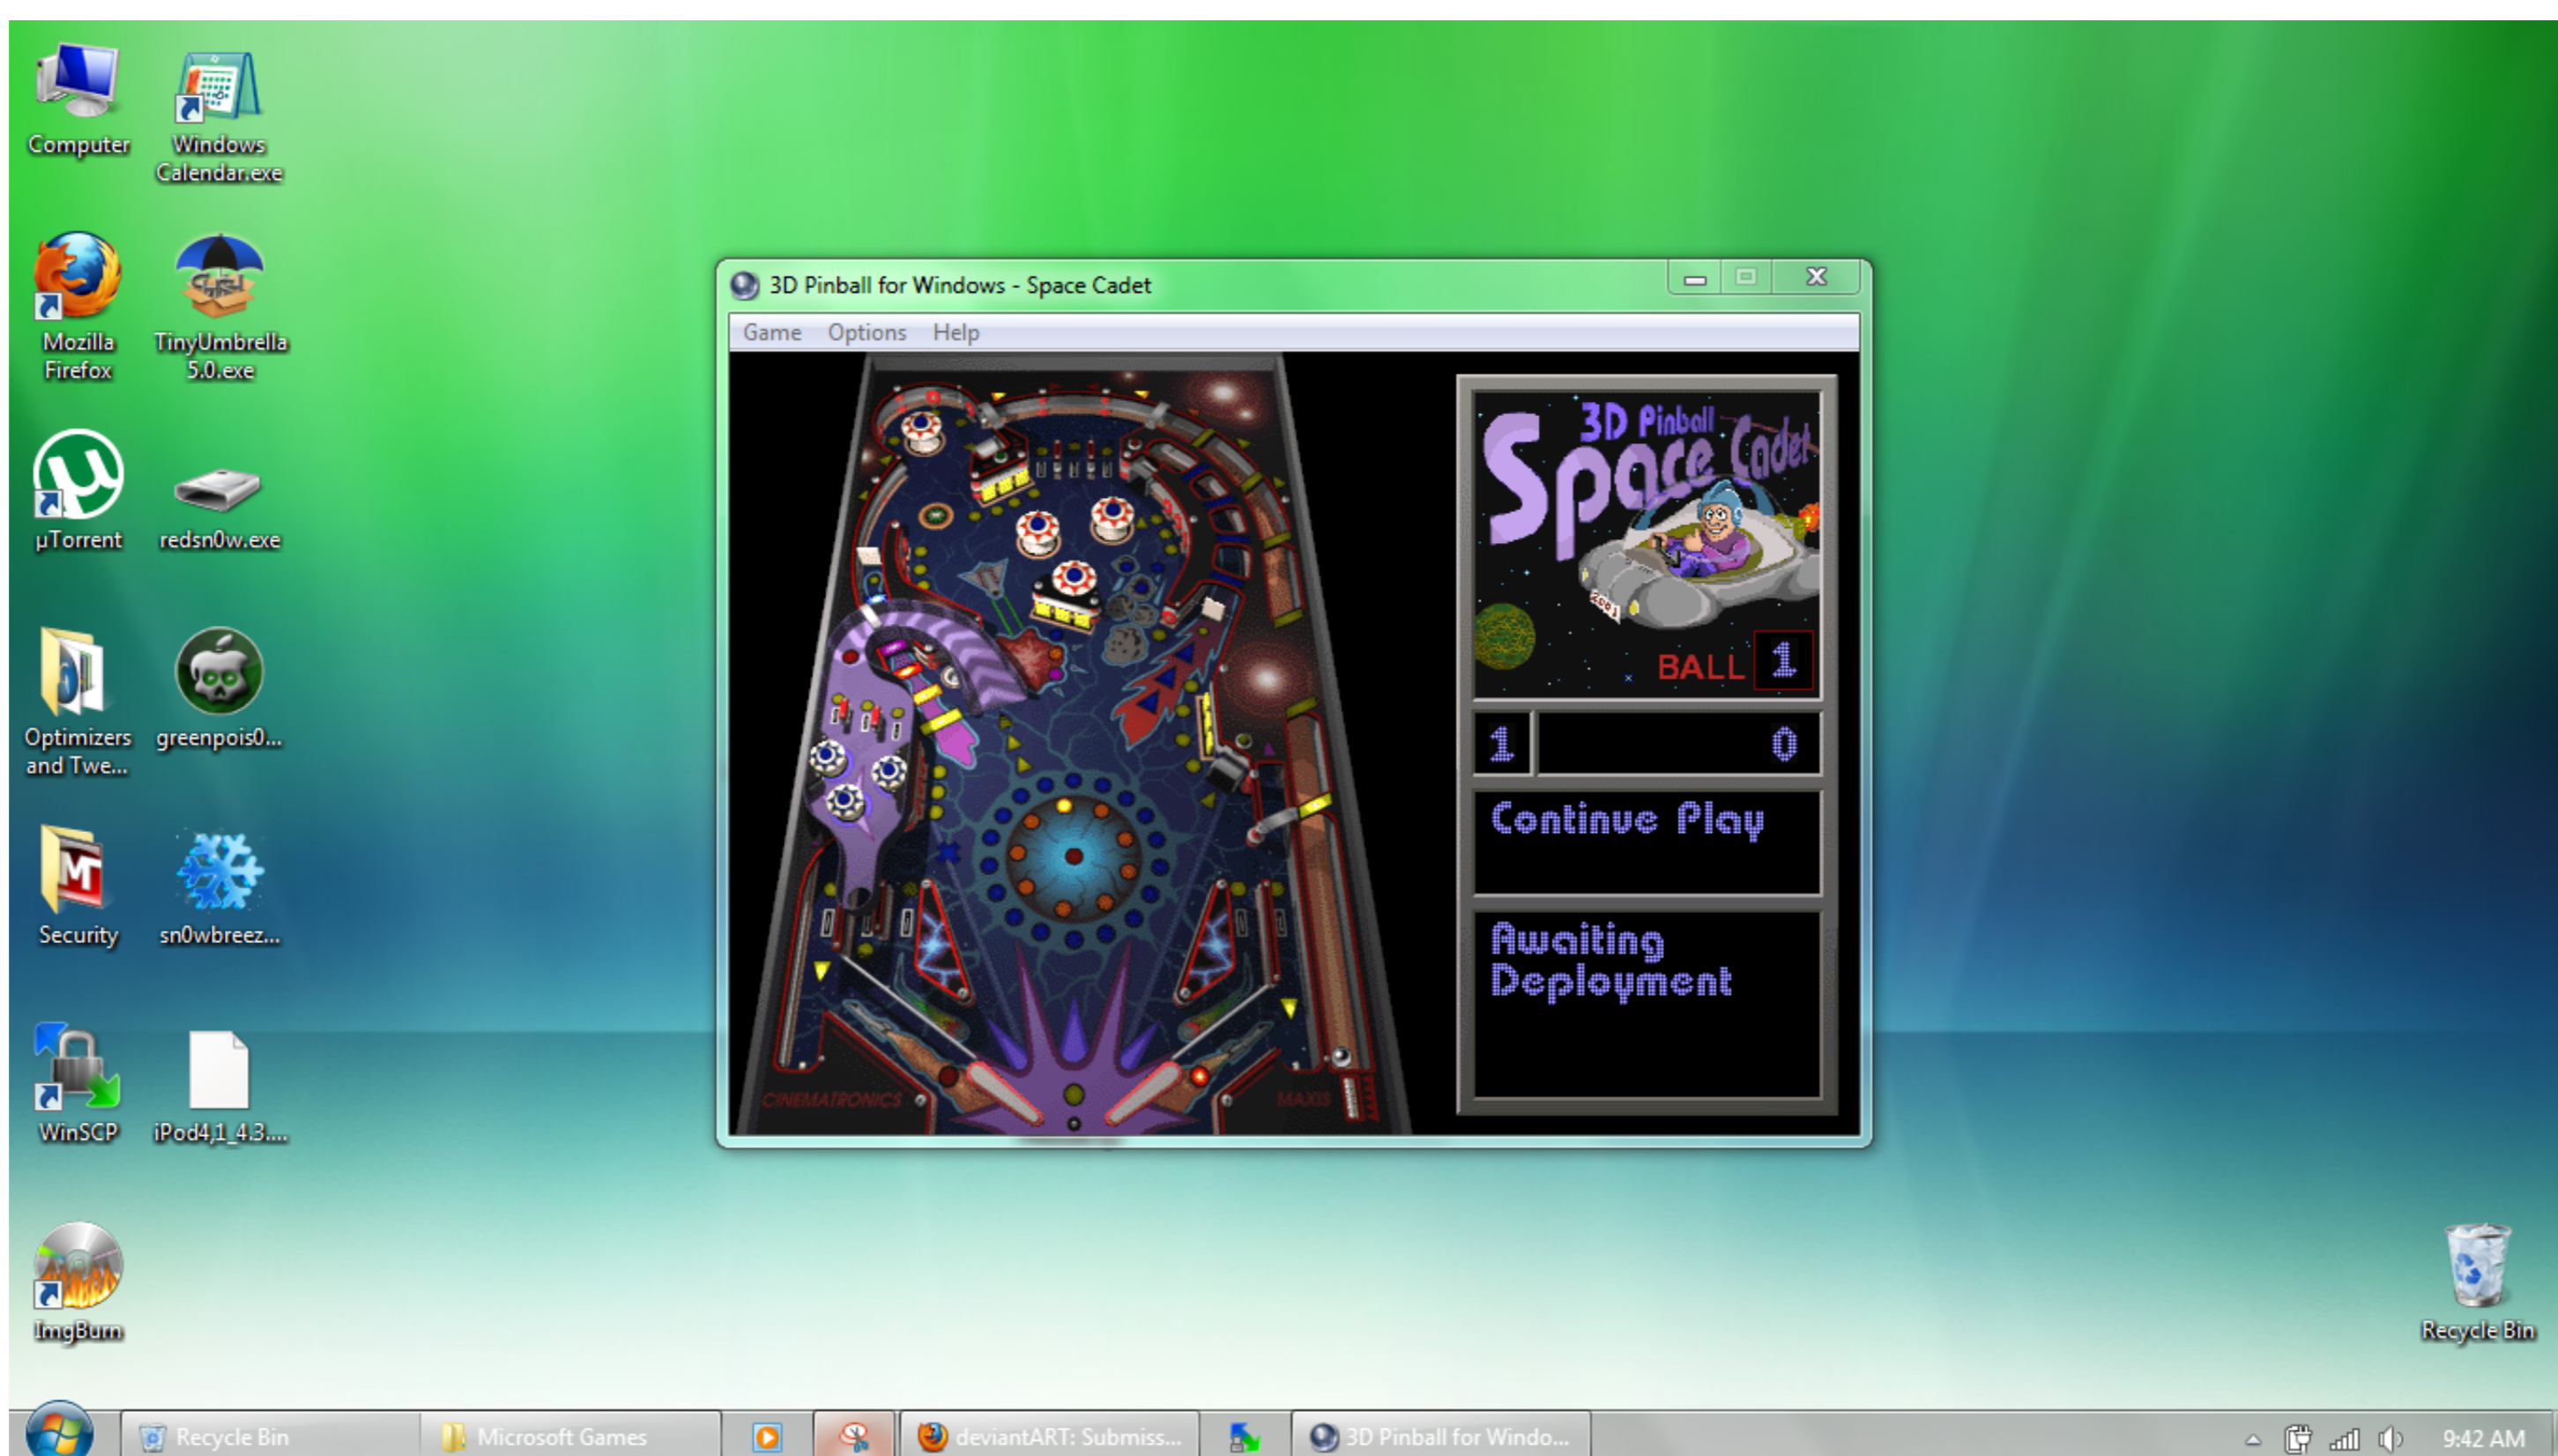 Computer
Windows
Calendar.exe
Mozilla
Firefox
TinyUmbrella
5.0.exe
µTorrent
redsn0w.exe
Optimizers
and Twe...
greenpois0...
Security
sn0wbreez...
WinSCP
iPod4,1_4.3....
ImgBurn
3D Pinball for Windows - Space Cadet
Game Options Help
3D Pinball
Space Cadet
2001
BALL 1
1 0
Continue Play
Awaiting
Deployment
CINEMATRONICS
MAXIS
Recycle Bin
Recycle Bin
Microsoft Games
deviantART: Submiss...
3D Pinball for Windo...
9:42 AM